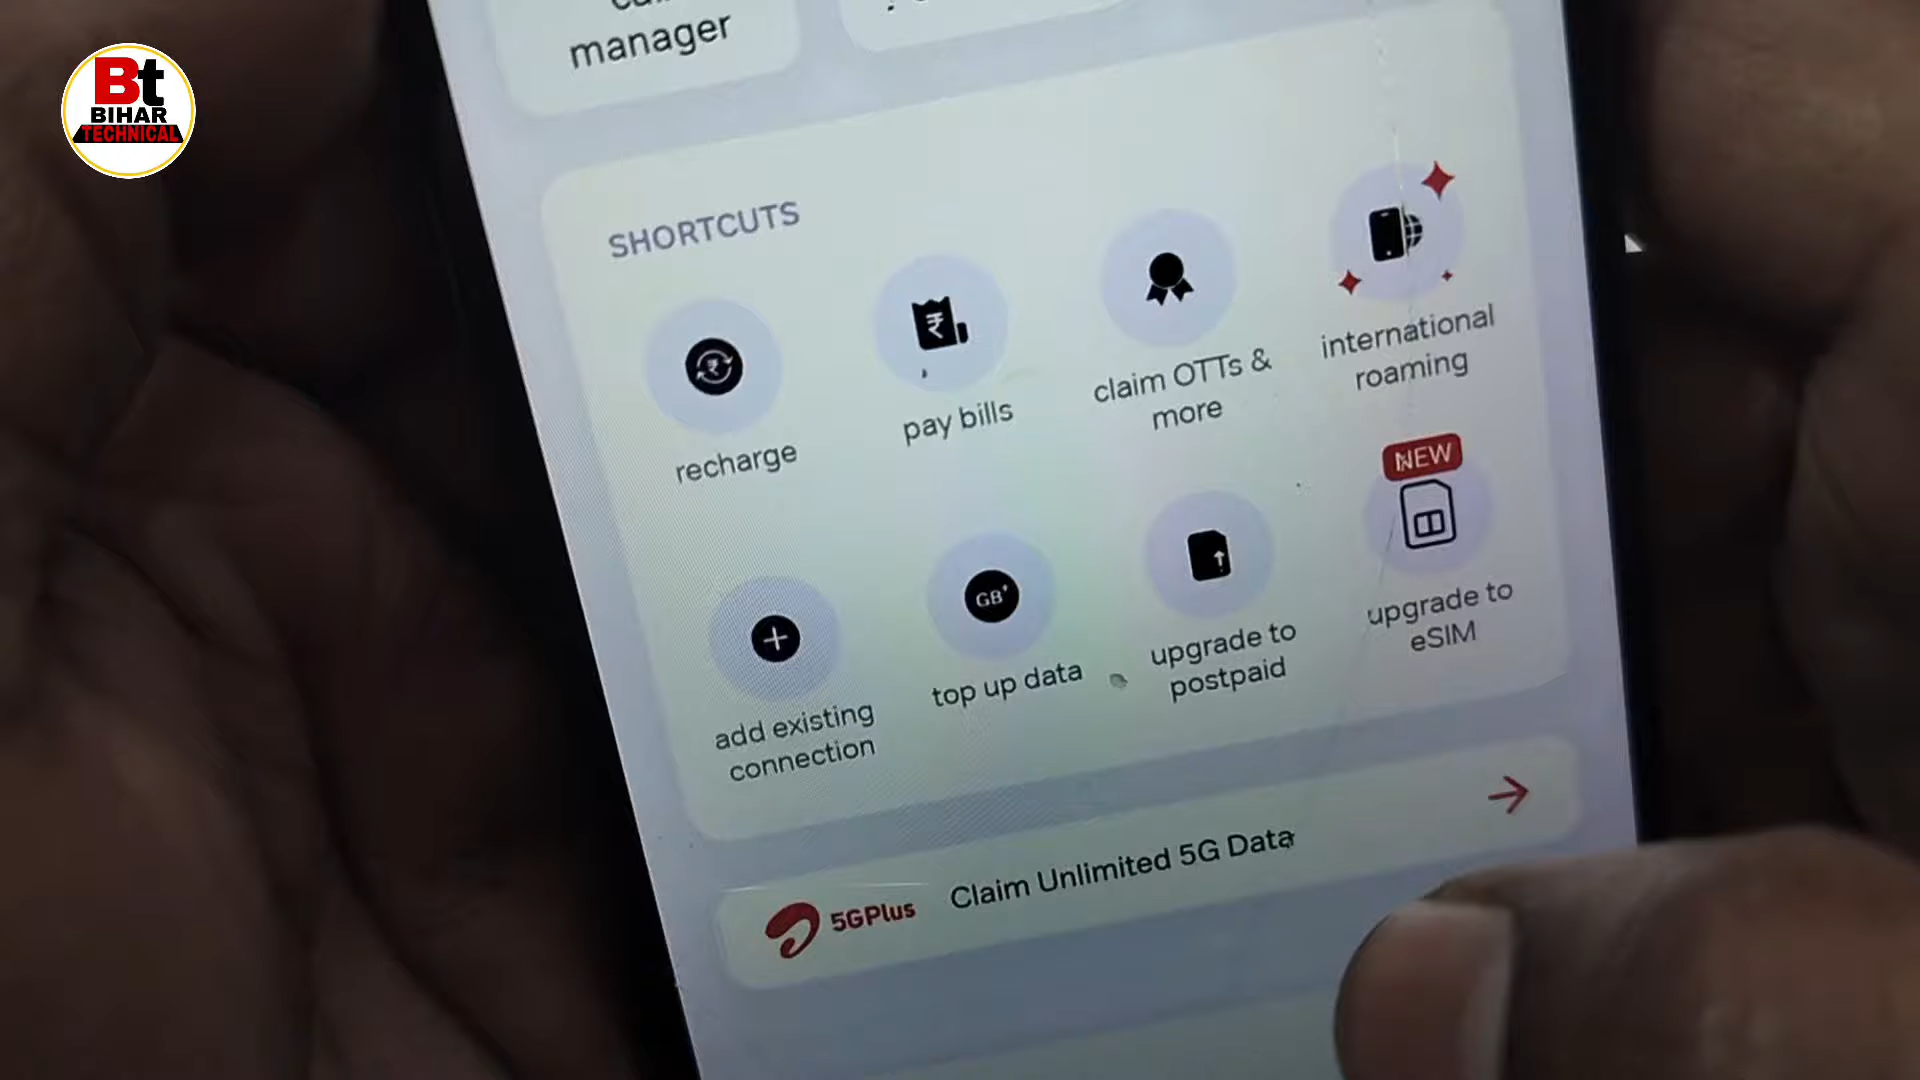 Bt
BIHAR
TECHNICAL
manager
SHORTCUTS
recharge
pay bills
claim OTTs &
more
international
roaming
add existing
connection
GB+
top up data
upgrade to
postpaid
NEW
upgrade to
eSIM
5GPlus
Claim Unlimited 5G Data